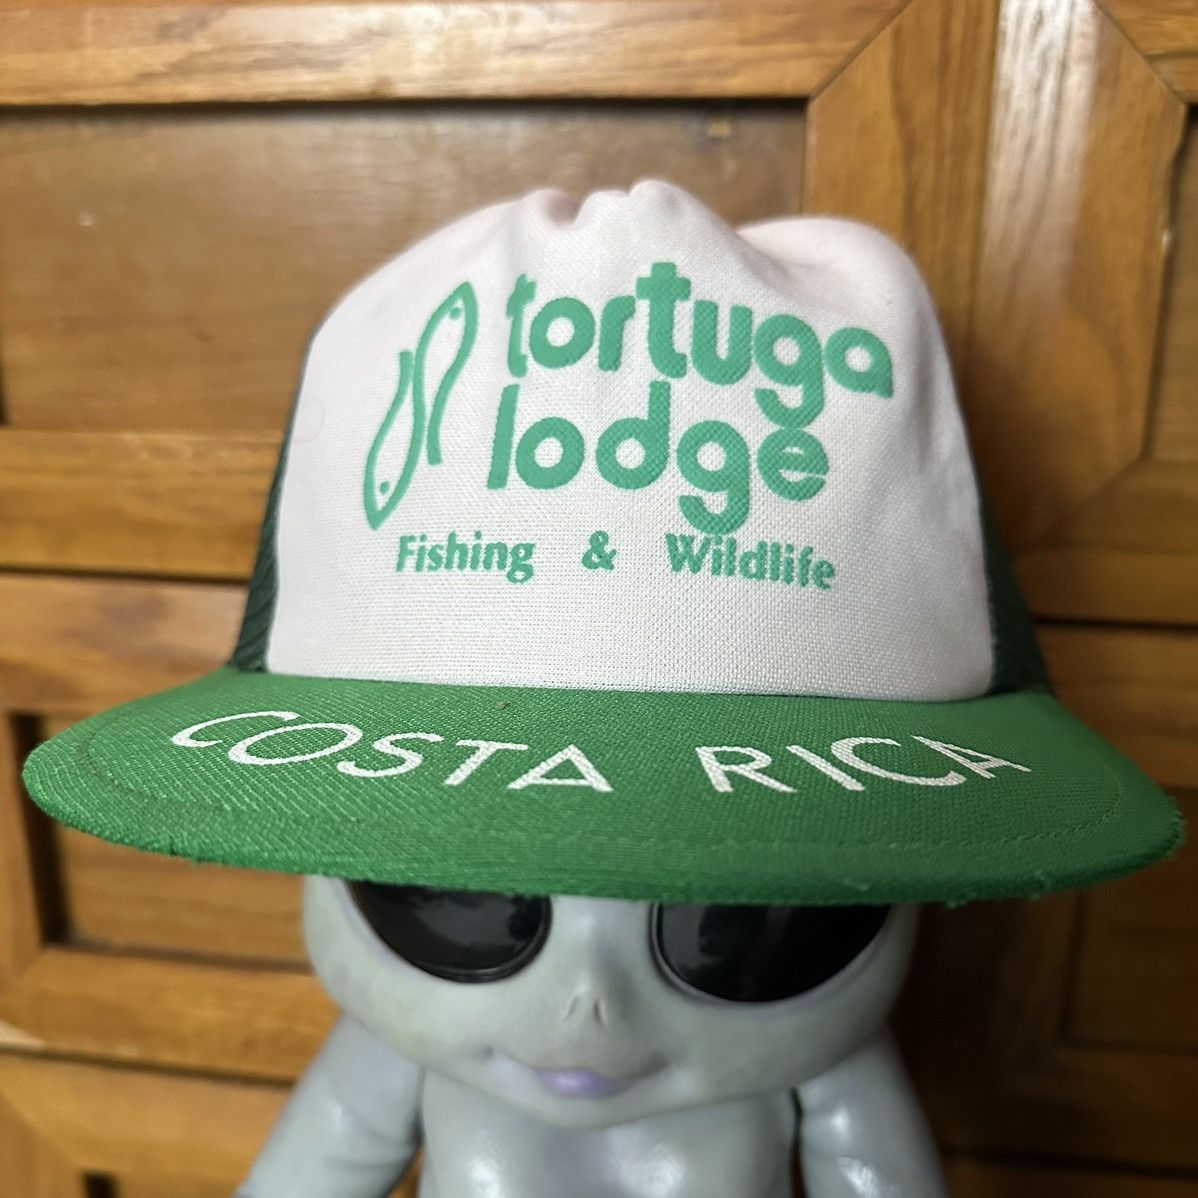 tortuga
lodge
Fishing & Wildlife
COSTA RICA